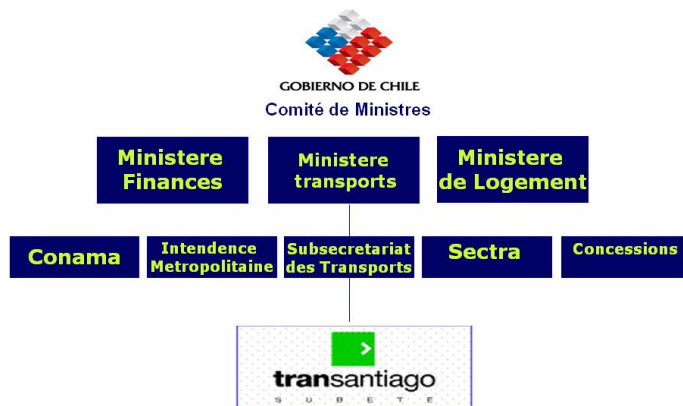 GOBIERNO DE CHILE
Comité de Ministres
Ministere
Finances
Ministere
transports
Ministere
de Logement
Conama
Intendence
Metropolitaine
Subsecretariat
des Transports
Sectra
Concessions
transantiago
SÚBETE